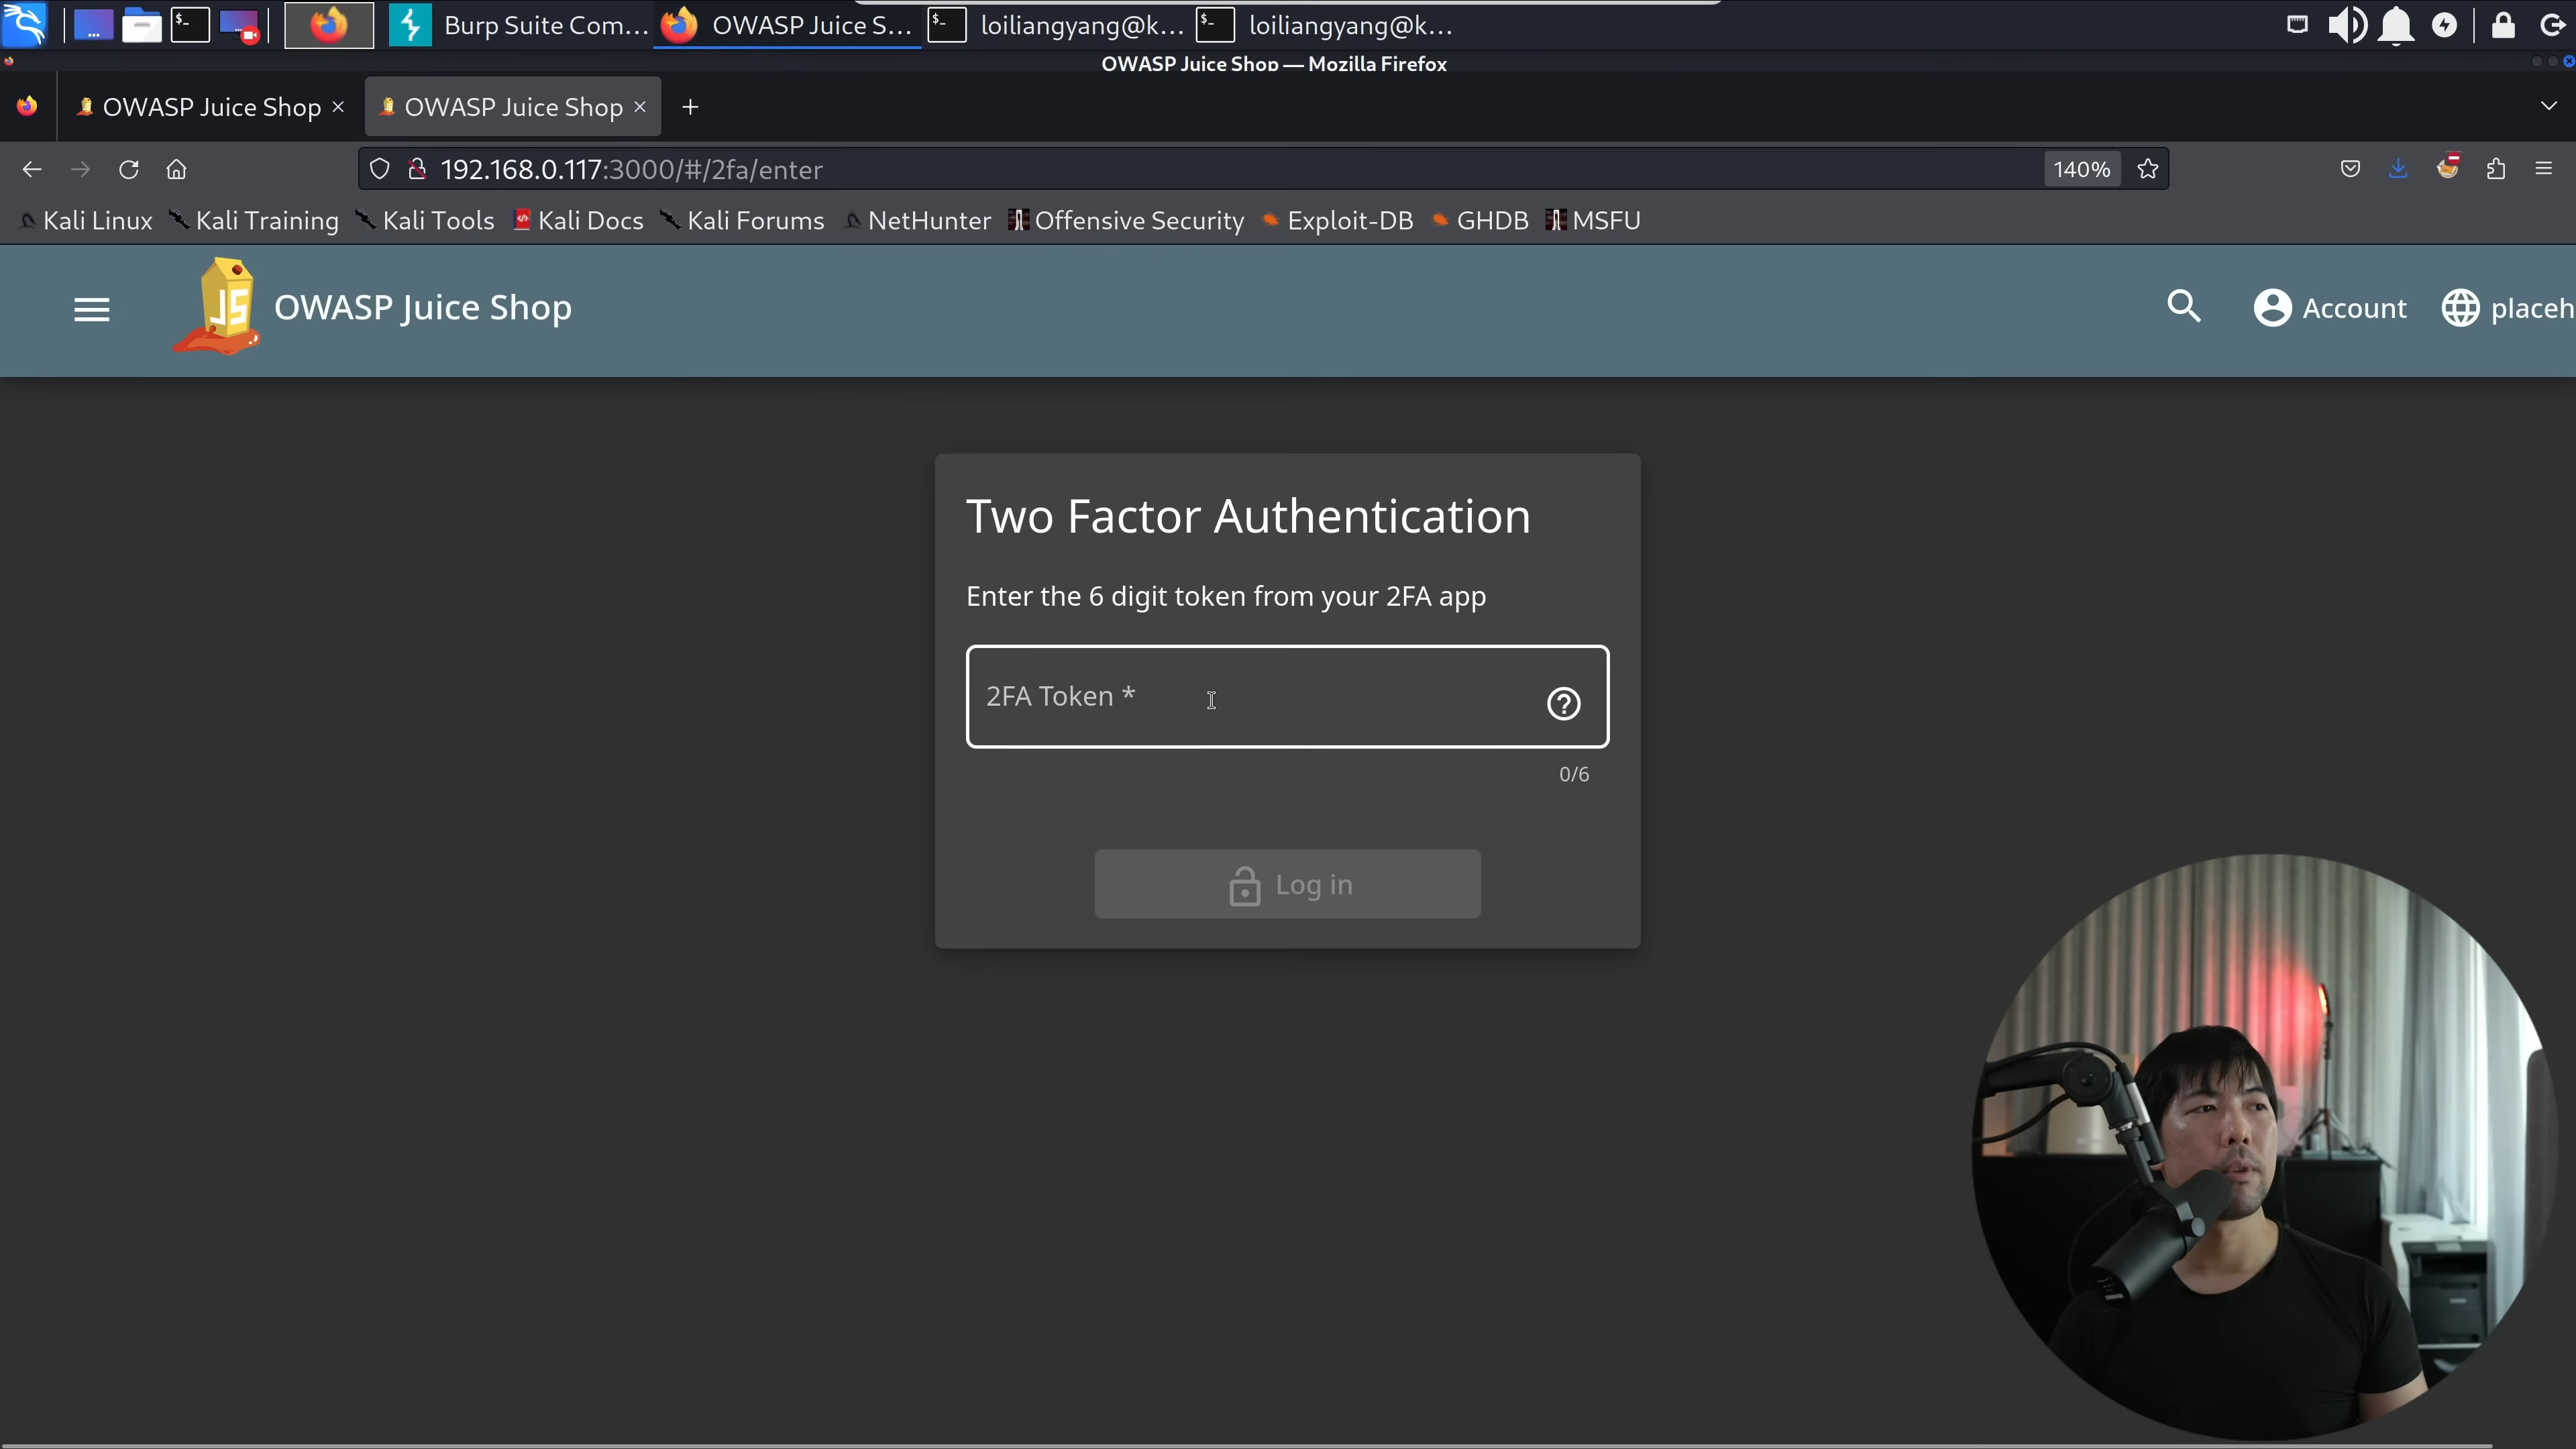 Burp Suite Com... OWASP Juice S... loiliangyang@k... loiliangyang@k...
OWASP Juice Shop — Mozilla Firefox
OWASP Juice Shop OWASP Juice Shop
192.168.0.117:3000/#/2fa/enter 140%
Kali Linux Kali Training Kali Tools Kali Docs Kali Forums NetHunter Offensive Security Exploit-DB GHDB MSFU
JS OWASP Juice Shop Account placeh
Two Factor Authentication
Enter the 6 digit token from your 2FA app
2FA Token *
0/6
Log in